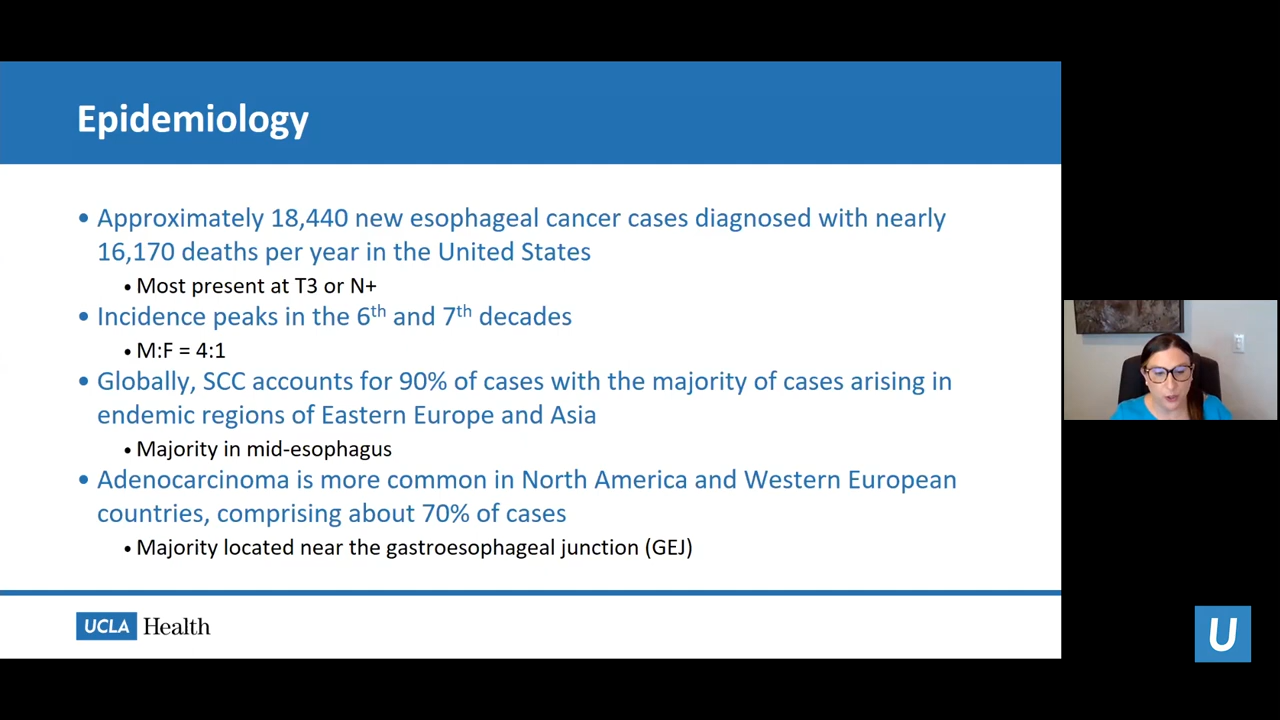 Epidemiology
• Approximately 18,440 new esophageal cancer cases diagnosed with nearly
16,170 deaths per year in the United States
• Most present at T3 or N+
• Incidence peaks in the 6th and 7th decades
• M:F = 4:1
• Globally, SCC accounts for 90% of cases with the majority of cases arising in
endemic regions of Eastern Europe and Asia
• Majority in mid-esophagus
• Adenocarcinoma is more common in North America and Western European
countries, comprising about 70% of cases
• Majority located near the gastroesophageal junction (GEJ)
UCLA Health
U